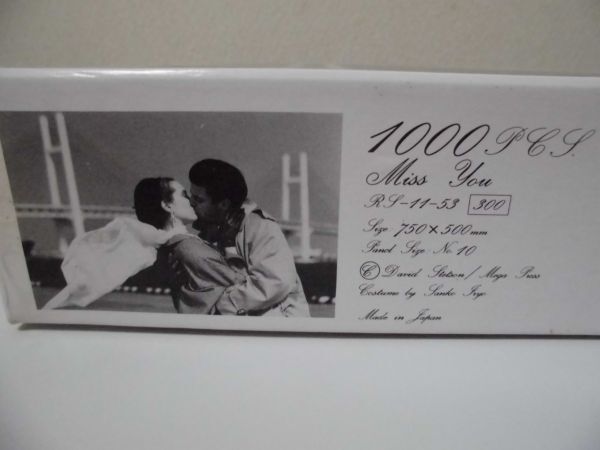 1000 P.C.S.
Miss You
RS-11-53 300
Size 750×500mm
Panel Size No.10
© David Stetson / Mega Press
Costume by Sanko Iryo
Made in Japan